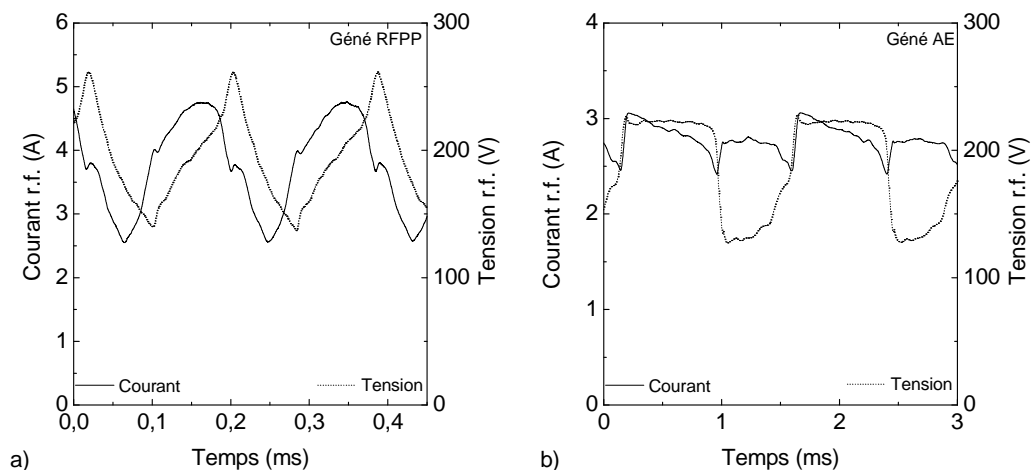 Géné RFPP
6
5
4
3
2
1
0
Courant r.f. (A)
300
200
100
0
Tension r.f. (V)
Courant
Tension
0,0
0,1
0,2
0,3
0,4
Temps (ms)
a)
Géné AE
4
3
2
1
0
Courant r.f. (A)
300
200
100
0
Tension r.f. (V)
Courant
Tension
0
1
2
3
Temps (ms)
b)